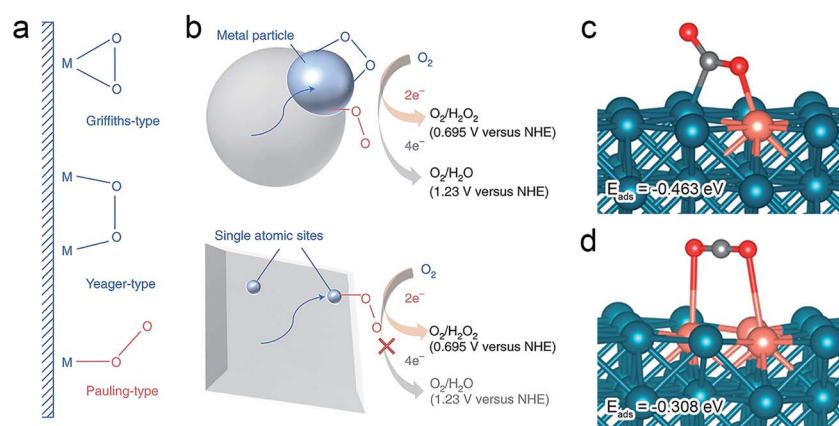 a
M
O
O
Griffiths-type
M
O
M
O
Yeager-type
M
O
O
Pauling-type
b
Metal particle
O
O
O
O
O₂
2e⁻
O₂/H₂O₂
(0.695 V versus NHE)
4e⁻
O₂/H₂O
(1.23 V versus NHE)
Single atomic sites
O
O
O₂
2e⁻
O₂/H₂O₂
(0.695 V versus NHE)
4e⁻
O₂/H₂O
(1.23 V versus NHE)
c
Eads = -0.463 eV
d
Eads = -0.308 eV